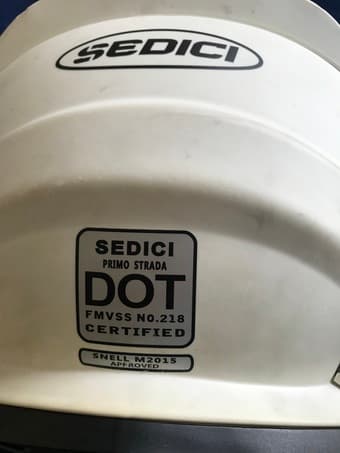 SEDICI
SEDICI
PRIMO STRADA
DOT
FMVSS NO.218
CERTIFIED
SNELL M2015
APPROVED